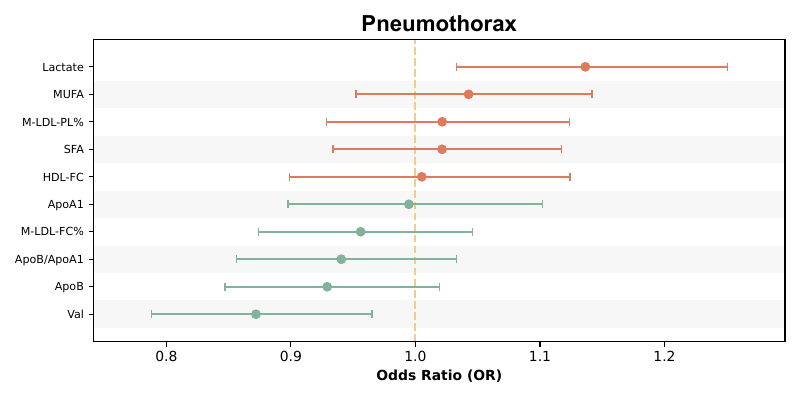 Pneumothorax
Lactate
MUFA
M-LDL-PL%
SFA
HDL-FC
ApoA1
M-LDL-FC%
ApoB/ApoA1
ApoB
Val
0.8 0.9 1.0 1.1 1.2
Odds Ratio (OR)